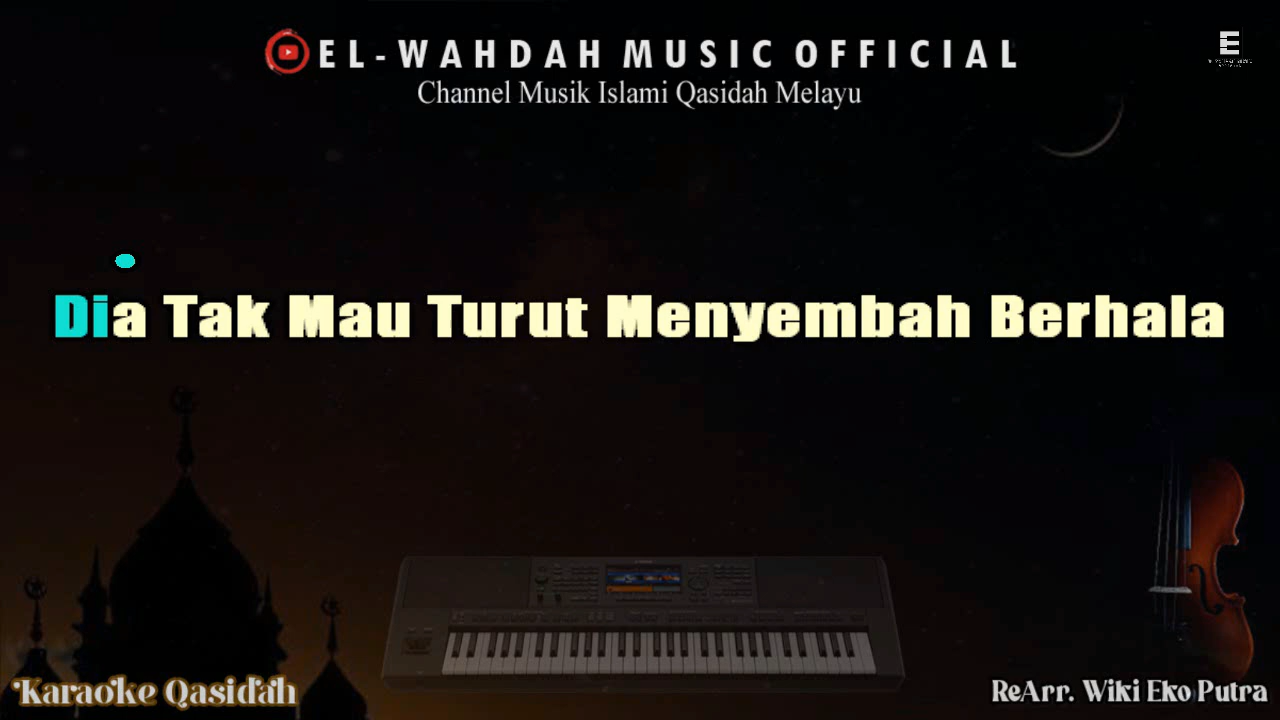 EL-WAHDAH MUSIC OFFICIAL
Channel Musik Islami Qasidah Melayu
E
Dia Tak Mau Turut Menyembah Berhala
Karaoke Qasidah
ReArr. Wiki Eko Putra